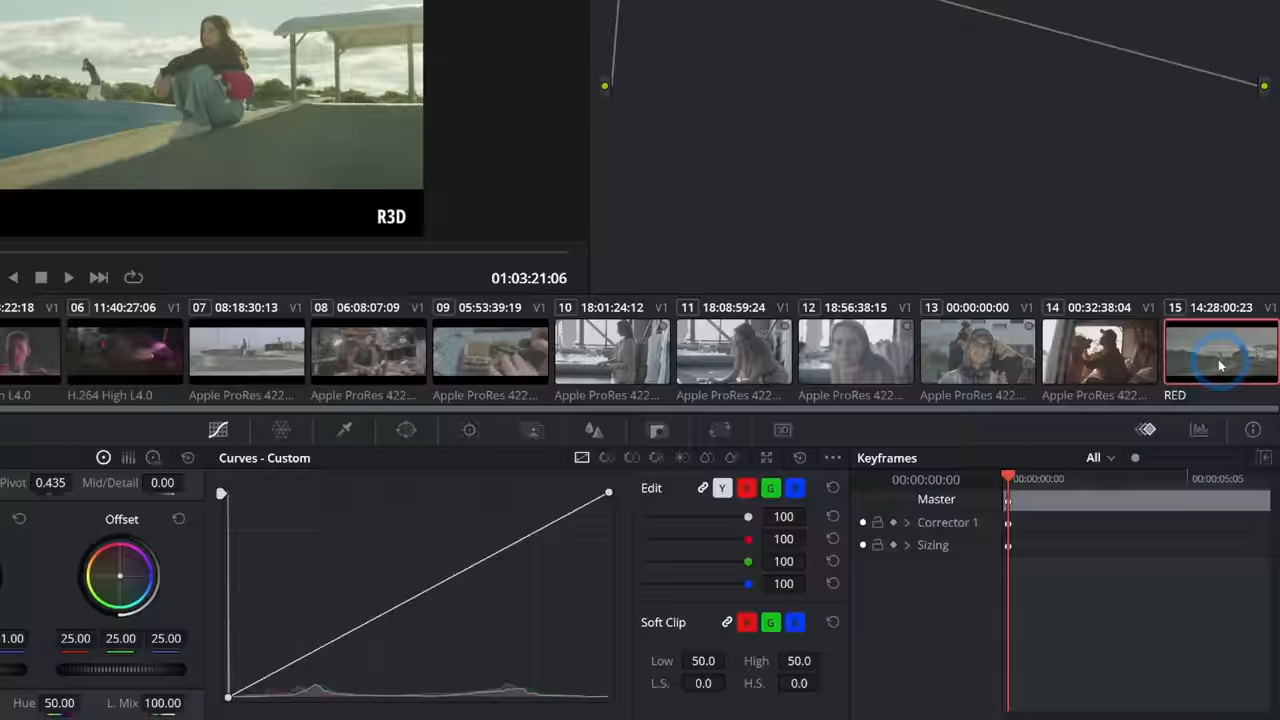 R3D
01:03:21:06
:22:18 V1 06 11:40:27:06 V1 07 08:18:30:13 V1 08 06:08:07:09 V1 09 05:53:39:19 V1 10 18:01:24:12 V1 11 18:08:59:24 V1 12 18:56:38:15 V1 13 00:00:00:00 V1 14 00:32:38:04 V1 15 14:28:00:23 V1
L4.0 H.264 High L4.0 Apple ProRes 422... Apple ProRes 422... Apple ProRes 422... Apple ProRes 422... Apple ProRes 422... Apple ProRes 422... Apple ProRes 422... Apple ProRes 422... RED
3D
Curves - Custom
Keyframes All
Pivot 0.435 Mid/Detail 0.00
Edit Y R G B
00:00:00:00 00:00:00:00 00:00:05:05
Master
Offset
100
Corrector 1
100
Sizing
100
100
Soft Clip R G B
1.00 25.00 25.00 25.00
Low 50.0 High 50.0
L.S. 0.0 H.S. 0.0
Hue 50.00 L. Mix 100.00